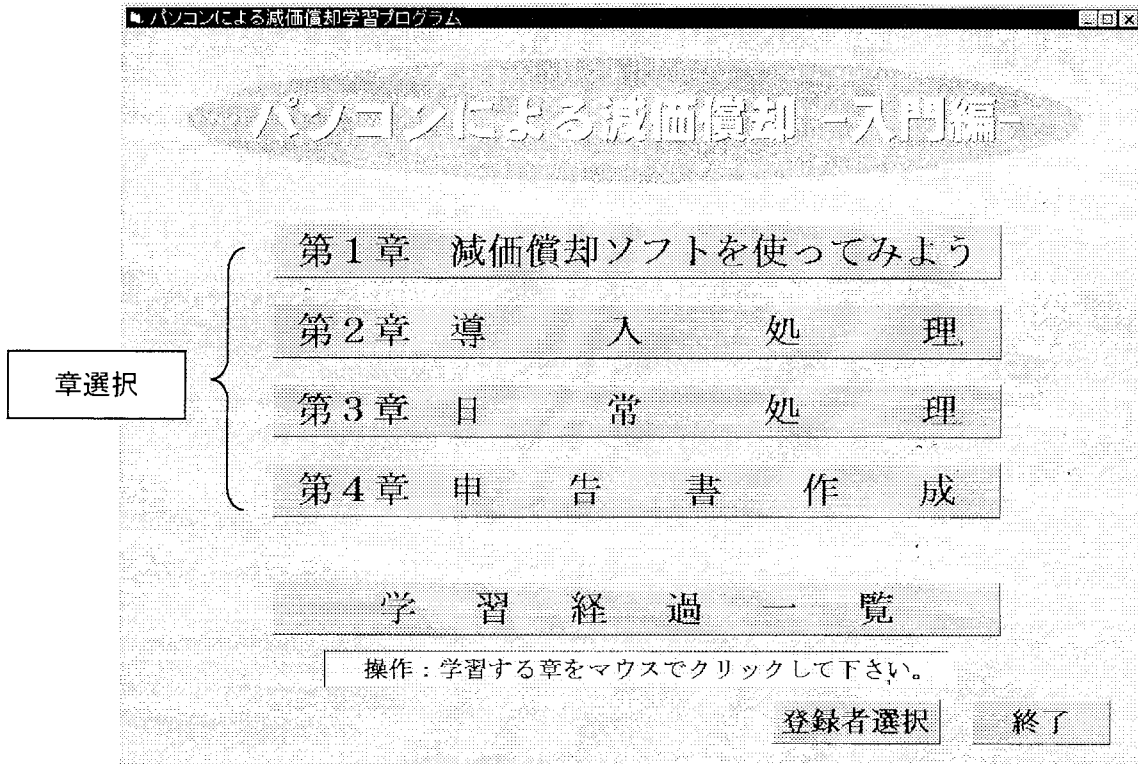 パソコンによる減価償却学習プログラム
パソコンによる減価償却 -入門編-
第1章 減価償却ソフトを使ってみよう
第2章 導入処理
章選択
第3章 日常処理
第4章 申告書作成
学習経過一覧
操作：学習する章をマウスでクリックして下さい。
登録者選択 終了